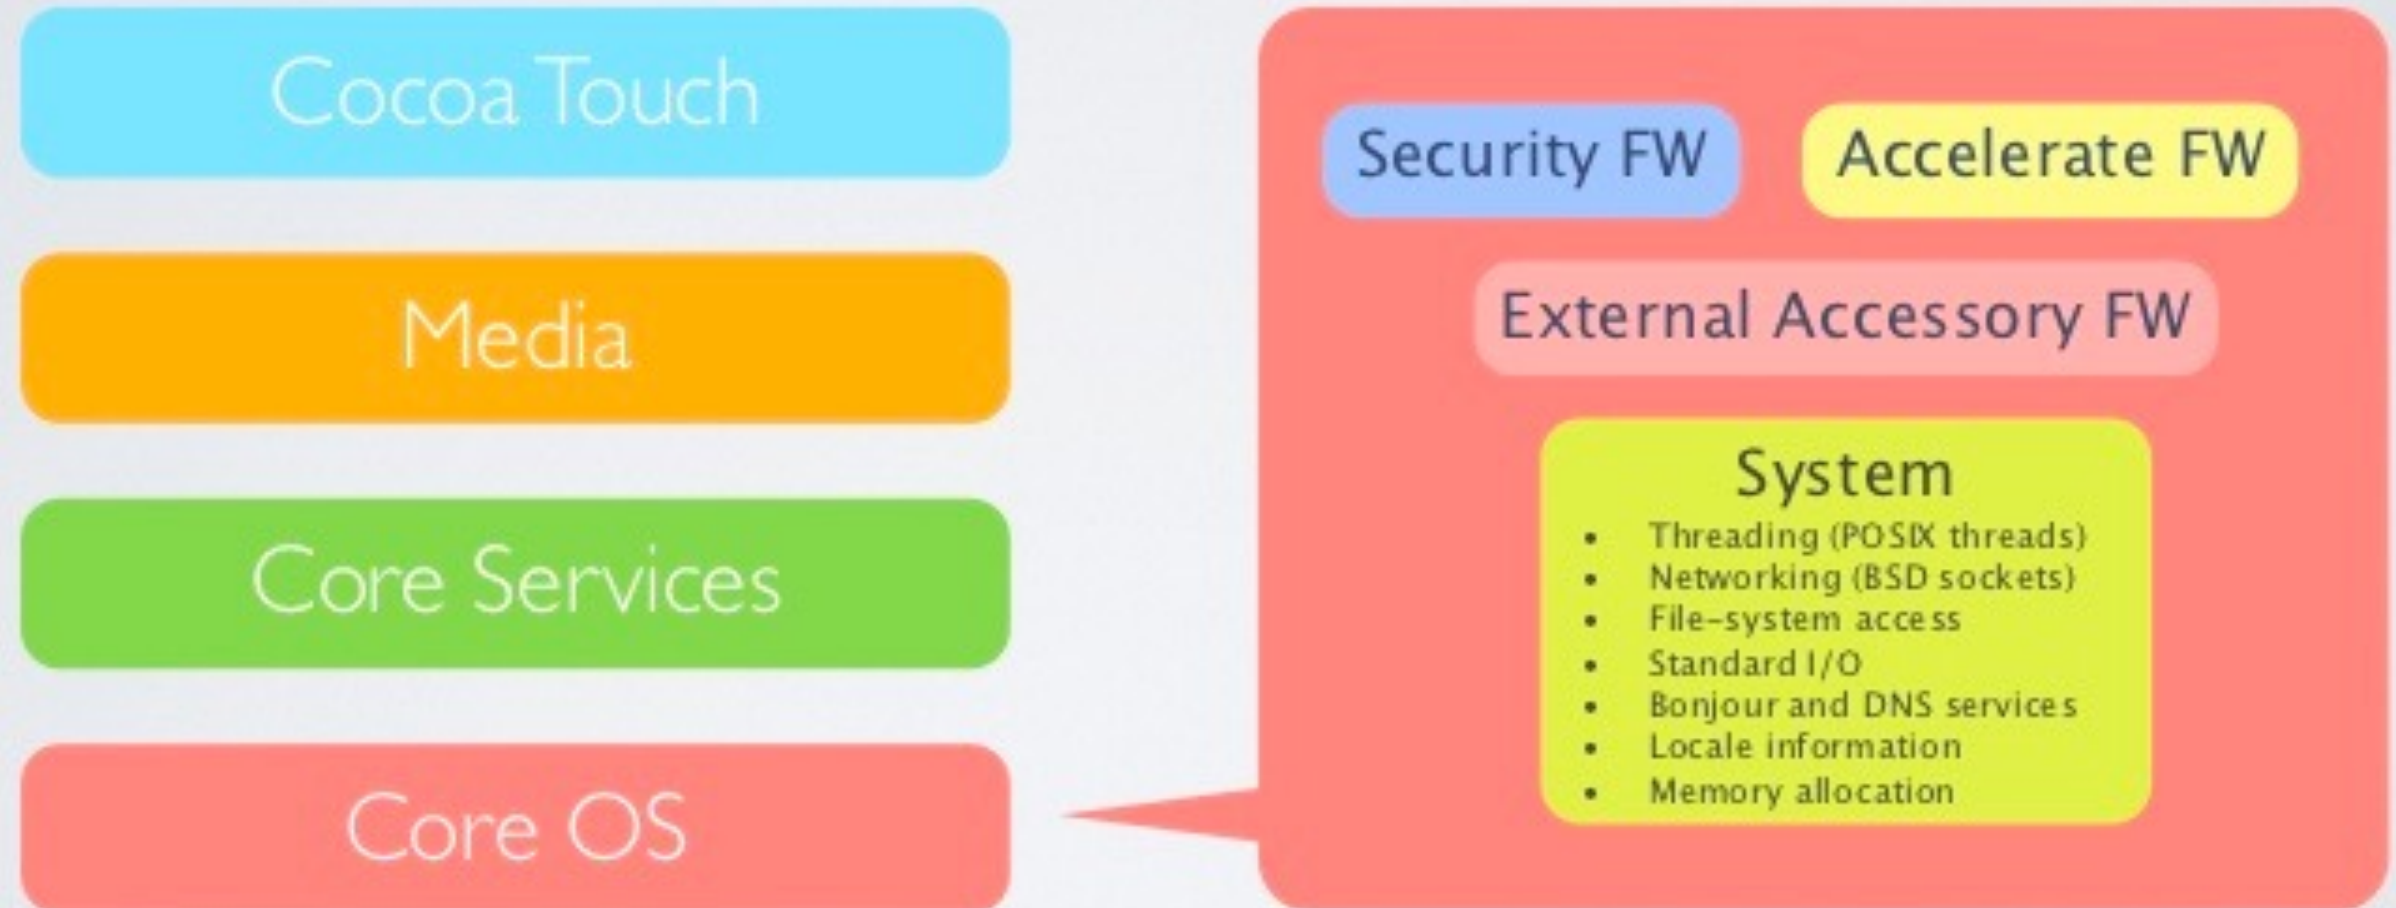 Cocoa Touch
Media
Core Services
Core OS
Security FW
Accelerate FW
External Accessory FW
System
• Threading (POSIX threads)
• Networking (BSD sockets)
• File-system access
• Standard I/O
• Bonjour and DNS services
• Locale information
• Memory allocation